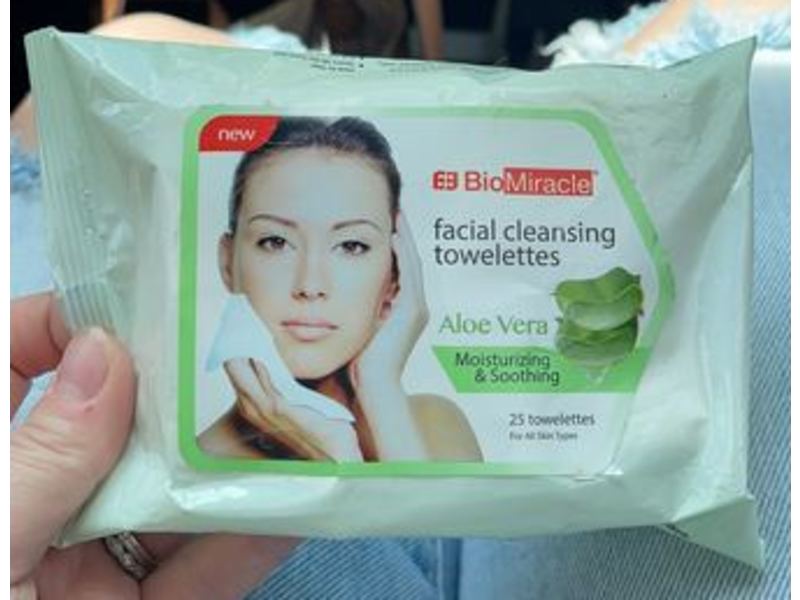 new
BioMiracle
facial cleansing
towelettes
Aloe Vera
Moisturizing
& Soothing
25 towelettes
For All Skin Types